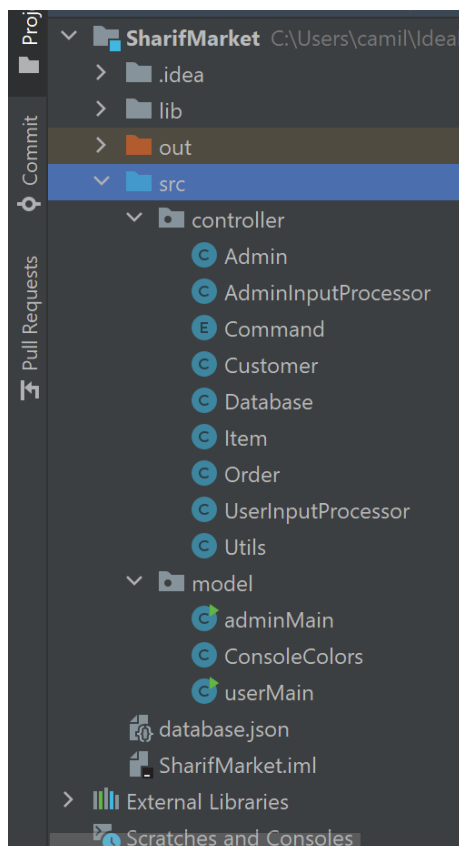 Proj
Commit
Pull Requests
SharifMarket C:\Users\camil\Idea
.idea
lib
out
src
controller
C Admin
C AdminInputProcessor
E Command
C Customer
C Database
C Item
C Order
C UserInputProcessor
C Utils
model
C adminMain
C ConsoleColors
C userMain
database.json
SharifMarket.iml
External Libraries
Scratches and Consoles